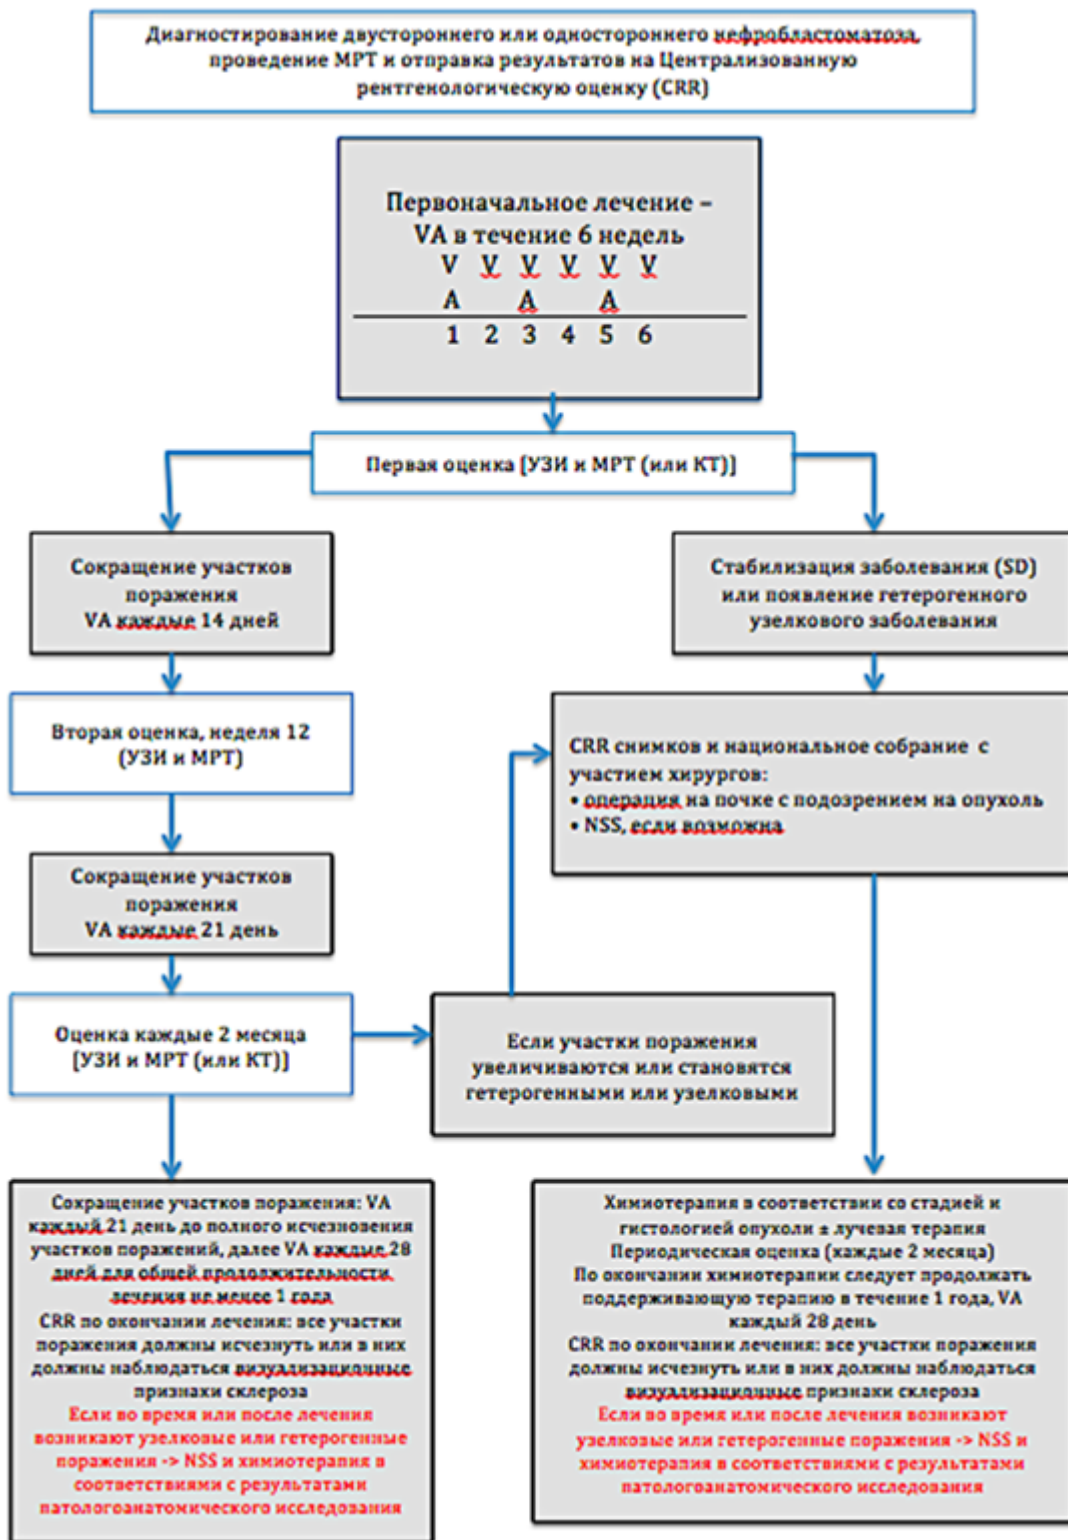 Диагностирование двустороннего или одностороннего нефробластоматоза,
проведение МРТ и отправка результатов на Централизованную
рентгенологическую оценку (CRR)
Первоначальное лечение –
VA в течение 6 недель
V V V V V V
A A A
1 2 3 4 5 6
Первая оценка [УЗИ и МРТ (или КТ)]
Сокращение участков
поражения
VA каждые 14 дней
Стабилизация заболевания (SD)
или появление гетерогенного
узелкового заболевания
Вторая оценка, неделя 12
(УЗИ и МРТ)
CRR снимков и национальное собрание с
участием хирургов:
• операция на почке с подозрением на опухоль
• NSS, если возможна
Сокращение участков
поражения
VA каждые 21 день
Оценка каждые 2 месяца
[УЗИ и МРТ (или КТ)]
Если участки поражения
увеличиваются или становятся
гетерогенными или узелковыми
Сокращение участков поражения: VA
каждый 21 день до полного исчезновения
участков поражений, далее VA каждые 28
дней для общей продолжительности
лечения не менее 1 года
CRR по окончании лечения: все участки
поражения должны исчезнуть или в них
должны наблюдаться визуализационные
признаки склероза
Если во время или после лечения
возникают узелковые или гетерогенные
поражения -> NSS и химиотерапия в
соответствиями с результатами
патологоанатомического исследования
Химиотерапия в соответствии со стадией и
гистологией опухоли ± лучевая терапия
Периодическая оценка (каждые 2 месяца)
По окончании химиотерапии следует продолжать
поддерживающую терапию в течение 1 года, VA
каждый 28 день
CRR по окончании лечения: все участки поражения
должны исчезнуть или в них должны наблюдаться
визуализационные признаки склероза
Если во время или после лечения возникают
узелковые или гетерогенные поражения -> NSS и
химиотерапия в соответствиями с результатами
патологоанатомического исследования